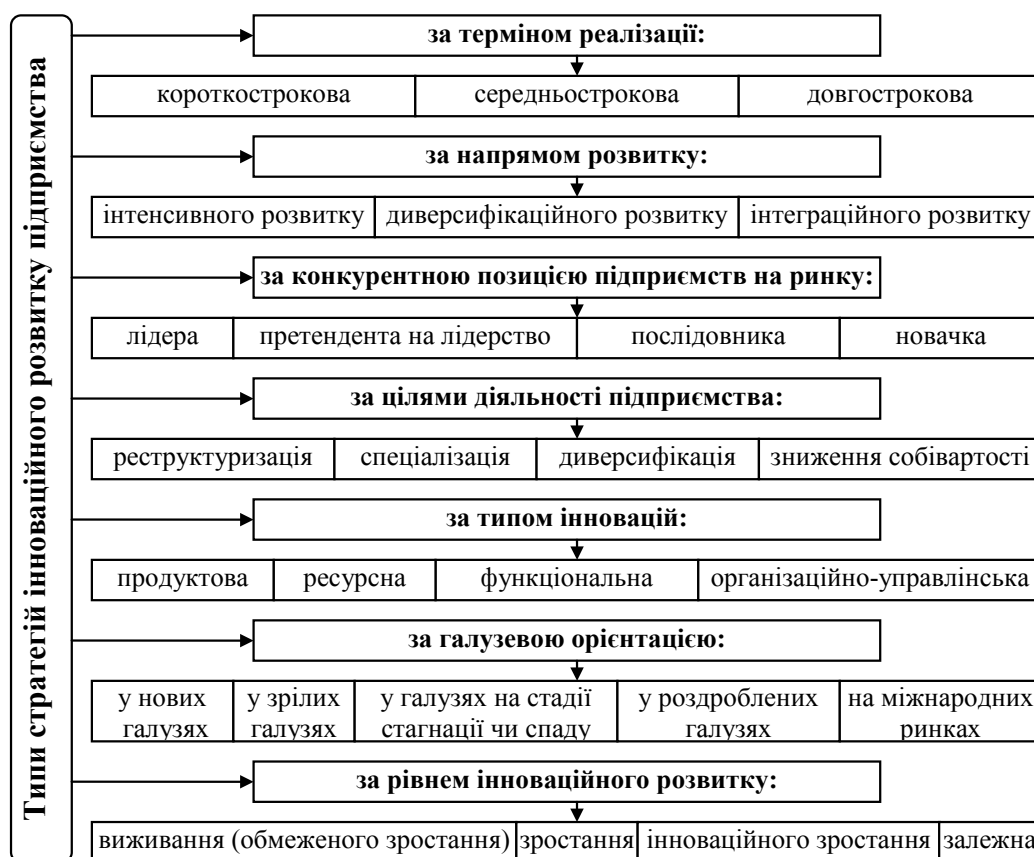 Типи стратегій інноваційного розвитку підприємства
за терміном реалізації:
короткострокова середньострокова довгострокова
за напрямом розвитку:
інтенсивного розвитку диверсифікаційного розвитку інтеграційного розвитку
за конкурентною позицією підприємств на ринку:
лідера претендента на лідерство послідовника новачка
за цілями діяльності підприємства:
реструктуризація спеціалізація диверсифікація зниження собівартості
за типом інновацій:
продуктова ресурсна функціональна організаційно-управлінська
за галузевою орієнтацією:
у нових у зрілих у галузях на стадії у роздроблених на міжнародних
галузях галузях стагнації чи спаду галузях ринках
за рівнем інноваційного розвитку:
виживання (обмеженого зростання) зростання інноваційного зростання залежна